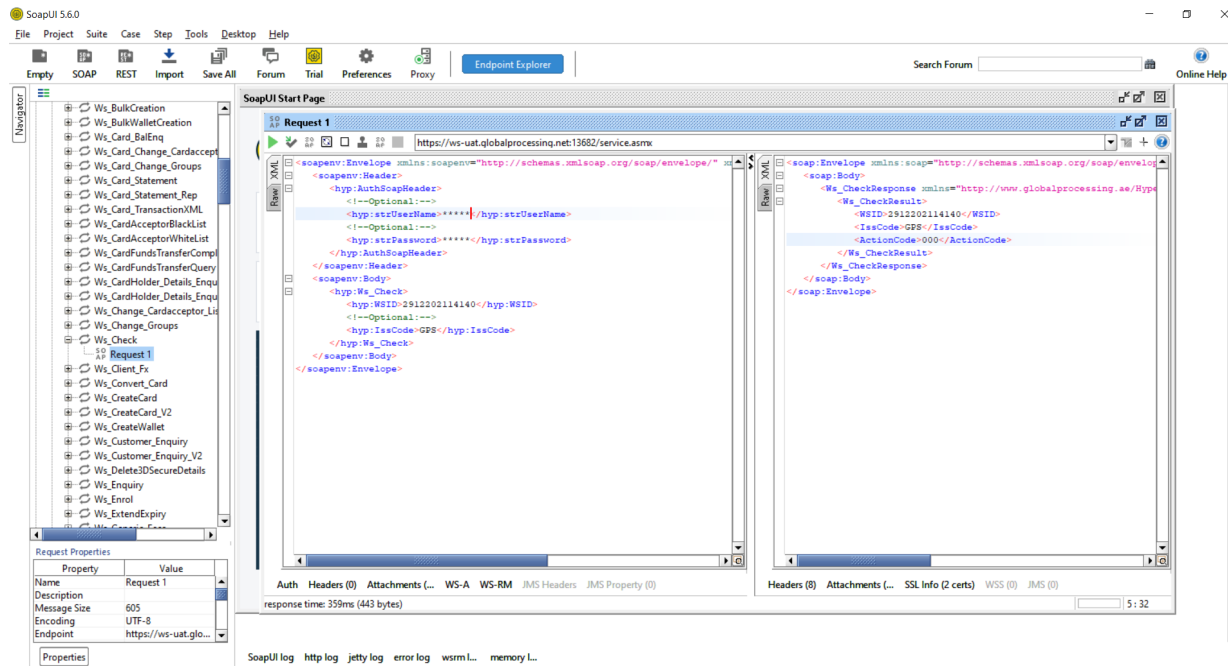 SoapUI 5.6.0
File Project Suite Case Step Tools Desktop Help
Empty SOAP REST Import Save All Forum Trial Preferences Proxy
Endpoint Explorer
Search Forum
Online Help
Navigator
Ws_BulkCreation
Ws_BulkWalletCreation
Ws_Card_BalEnq
Ws_Card_Change_Cardaccept
Ws_Card_Change_Groups
Ws_Card_Statement
Ws_Card_Statement_Rep
Ws_Card_TransactionXML
Ws_CardAcceptorBlackList
Ws_CardAcceptorWhiteList
Ws_CardFundsTransferCompl
Ws_CardFundsTransferQuery
Ws_CardHolder_Details_Enqu
Ws_CardHolder_Details_Enqu
Ws_Change_Cardacceptor_Lis
Ws_Change_Groups
Ws_Check
SOAP Request 1
Ws_Client_Fx
Ws_Convert_Card
Ws_CreateCard
Ws_CreateCard_V2
Ws_CreateWallet
Ws_Customer_Enquiry
Ws_Customer_Enquiry_V2
Ws_Delete3DSecureDetails
Ws_Enquiry
Ws_Enrol
Ws_ExtendExpiry
Request Properties
Property Value
Name Request 1
Description
Message Size 605
Encoding UTF-8
Endpoint https://ws-uat.glo...
Properties
SoapUI Start Page
SOAP Request 1
https://ws-uat.globalprocessing.net:13682/service.asmx
XML
Raw
<soapenv:Envelope xmlns:soapenv="http://schemas.xmlsoap.org/soap/envelope/"
<soapenv:Header>
<hyp:AuthSoapHeader>
<!--Optional:-->
<hyp:strUserName>*****</hyp:strUserName>
<!--Optional:-->
<hyp:strPassword>*****</hyp:strPassword>
</hyp:AuthSoapHeader>
</soapenv:Header>
<soapenv:Body>
<hyp:Ws_Check>
<hyp:WSID>2912202114140</hyp:WSID>
<!--Optional:-->
<hyp:IssCode>GPS</hyp:IssCode>
</hyp:Ws_Check>
</soapenv:Body>
</soapenv:Envelope>
XML
Raw
<soap:Envelope xmlns:soap="http://schemas.xmlsoap.org/soap/envelop
<soap:Body>
<Ws_CheckResponse xmlns="http://www.globalprocessing.ae/Hype
<Ws_CheckResult>
<WSID>2912202114140</WSID>
<IssCode>GPS</IssCode>
<ActionCode>000</ActionCode>
</Ws_CheckResult>
</Ws_CheckResponse>
</soap:Body>
</soap:Envelope>
Auth Headers (0) Attachments (... WS-A WS-RM JMS Headers JMS Property (0)
Headers (8) Attachments (... SSL Info (2 certs) WSS (0) JMS (0)
response time: 359ms (443 bytes)
5 : 32
SoapUI log http log jetty log error log wsrm l... memory l...